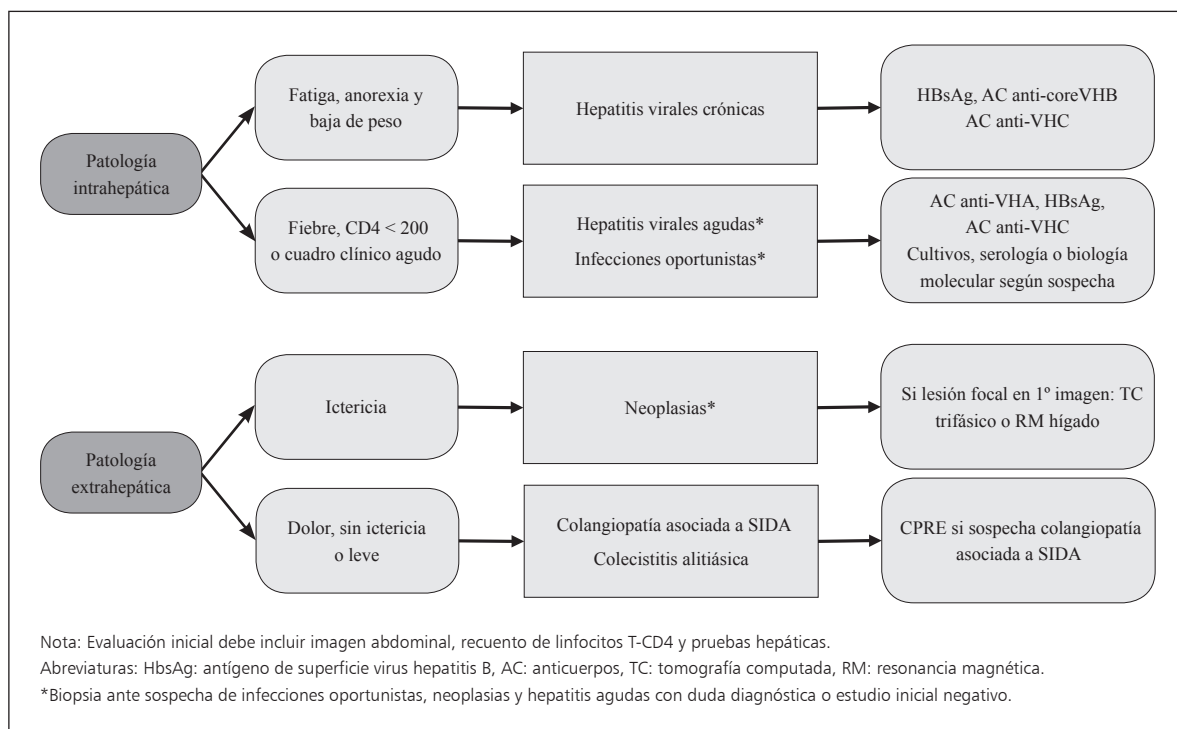 Patología
intrahepática
Fatiga, anorexia y
baja de peso
Hepatitis virales crónicas
HBsAg, AC anti-coreVHB
AC anti-VHC
Fiebre, CD4 < 200
o cuadro clínico agudo
Hepatitis virales agudas*
Infecciones oportunistas*
AC anti-VHA, HBsAg,
AC anti-VHC
Cultivos, serología o biología
molecular según sospecha
Patología
extrahepática
Ictericia
Neoplasias*
Si lesión focal en 1º imagen: TC
trifásico o RM hígado
Dolor, sin ictericia
o leve
Colangiopatía asociada a SIDA
Colecistitis alitiásica
CPRE si sospecha colangiopatía
asociada a SIDA
Nota: Evaluación inicial debe incluir imagen abdominal, recuento de linfocitos T-CD4 y pruebas hepáticas.
Abreviaturas: HbsAg: antígeno de superficie virus hepatitis B, AC: anticuerpos, TC: tomografía computada, RM: resonancia magnética.
*Biopsia ante sospecha de infecciones oportunistas, neoplasias y hepatitis agudas con duda diagnóstica o estudio inicial negativo.